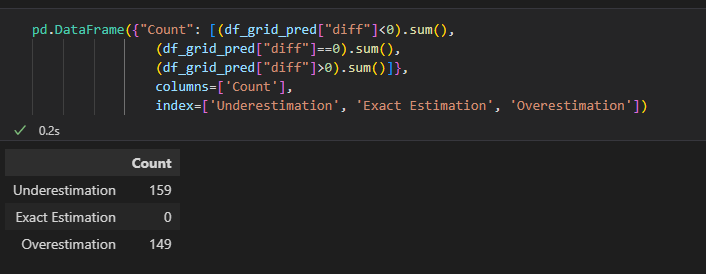 pd.DataFrame({"Count": [(df_grid_pred["diff"]<0).sum(),
(df_grid_pred["diff"]==0).sum(),
(df_grid_pred["diff"]>0).sum()]},
columns=['Count'],
index=['Underestimation', 'Exact Estimation', 'Overestimation'])
0.2s
Count
Underestimation 159
Exact Estimation 0
Overestimation 149